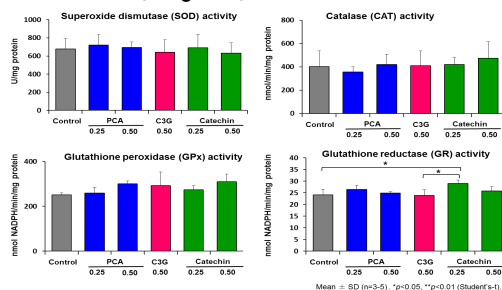 Superoxide dismutase (SOD) activity
U/mg protein
1000
800
600
400
200
0
Control PCA C3G Catechin
0.25 0.50 0.50 0.25 0.50
Catalase (CAT) activity
nmol/min/mg protein
800
600
400
200
0
Control PCA C3G Catechin
0.25 0.50 0.50 0.25 0.50
Glutathione peroxidase (GPx) activity
nmol NADPH/min/mg protein
400
200
0
Control PCA C3G Catechin
0.25 0.50 0.50 0.25 0.50
Glutathione reductase (GR) activity
nmol NADPH/min/mg protein
40
35
30
25
20
15
10
5
0
*
*
Control PCA C3G Catechin
0.25 0.50 0.50 0.25 0.50
Mean ± SD (n=3-5). *p<0.05, **p<0.01 (Student's-t).